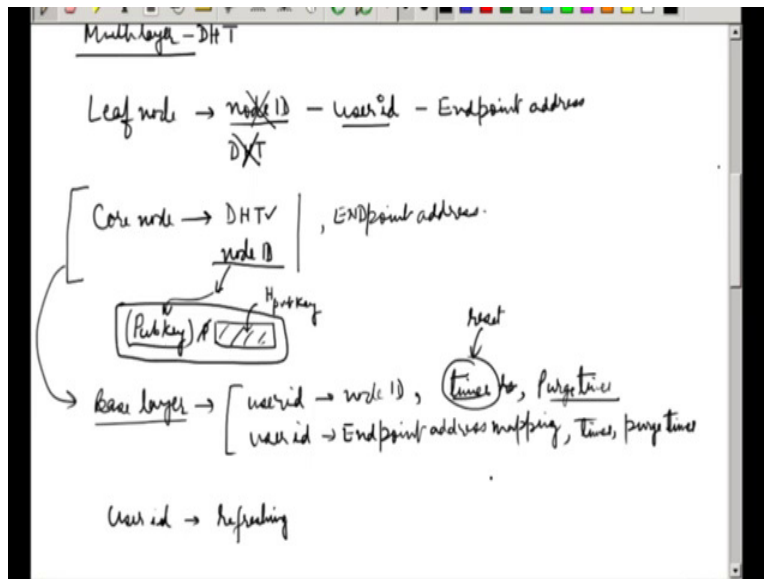 Multilayer - DHT
Leaf node → node ID - userid - Endpoint address
DHT
Core node → DHT✓ , ENDpoint address.
node ID
Hpubkey
(Pubkey)
reset
Base layer → [ userid → node ID, timer, Purge timer
userid → Endpoint address mapping, Timer, purge timer
User id → Refreshing